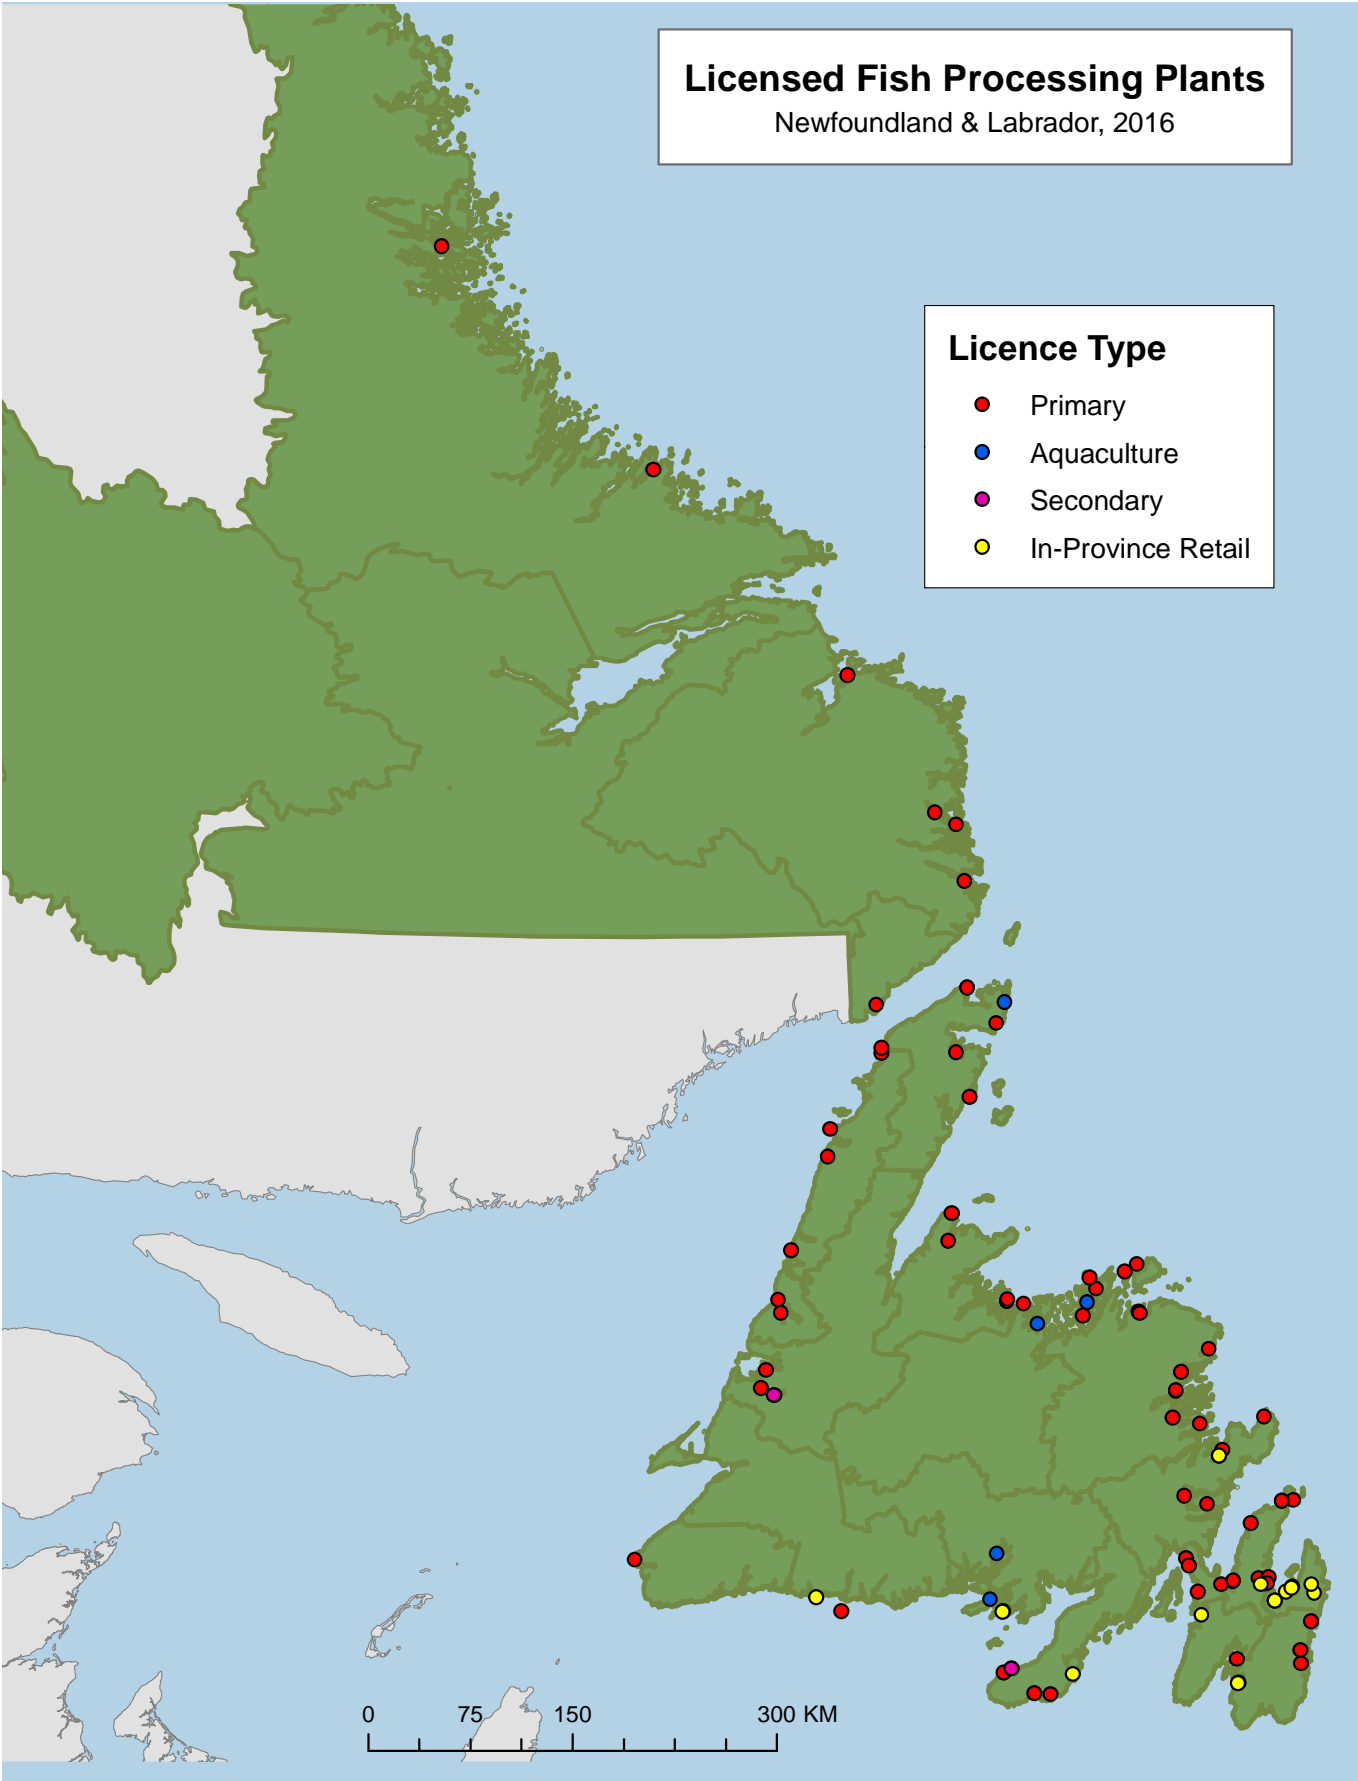 Licensed Fish Processing Plants
Newfoundland & Labrador, 2016
Licence Type
Primary
Aquaculture
Secondary
In-Province Retail
0 75 150 300 KM